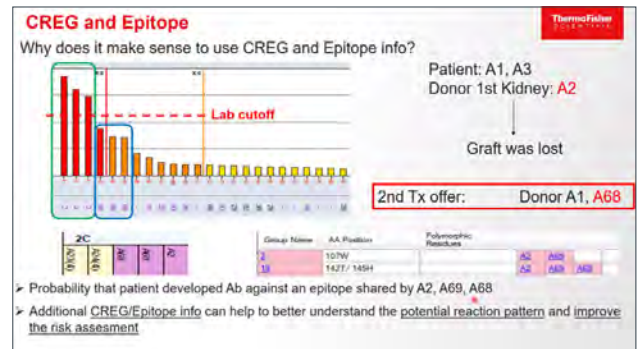 CREG and Epitope
ThermoFisher
SCIENTIFIC
Why does it make sense to use CREG and Epitope info?
Lab cutoff
Patient: A1, A3
Donor 1st Kidney: A2
Graft was lost
2nd Tx offer: Donor A1, A68
2C
A2
Group Name AA Position Polymorphic Residues
2 107W A2 A69
19 142T/ 145H A2 A69 A68
➢ Probability that patient developed Ab against an epitope shared by A2, A69, A68
➢ Additional CREG/Epitope info can help to better understand the potential reaction pattern and improve
the risk assesment